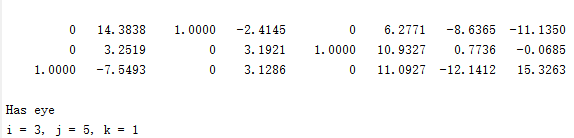 0 14.3838 1.0000 -2.4145 0 6.2771 -8.6365 -11.1350
0 3.2519 0 3.1921 1.0000 10.9327 0.7736 -0.0685
1.0000 -7.5493 0 3.1286 0 11.0927 -12.1412 15.3263
Has eye
i = 3, j = 5, k = 1